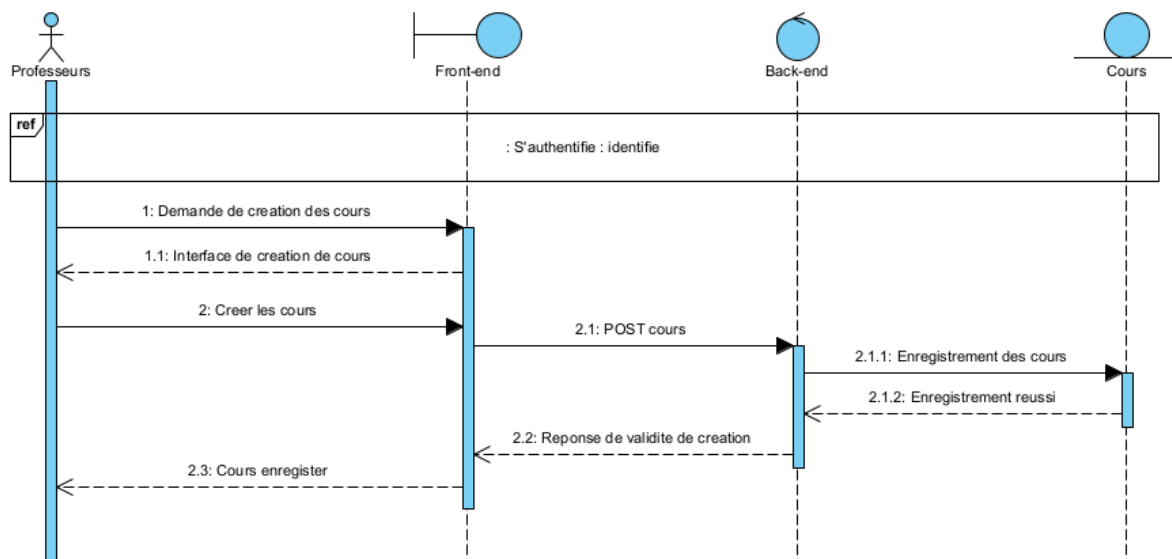 Professeurs
Front-end
Back-end
Cours
ref
: S'authentifie : identifie
1: Demande de creation des cours
1.1: Interface de creation de cours
2: Creer les cours
2.1: POST cours
2.1.1: Enregistrement des cours
2.1.2: Enregistrement reussi
2.2: Reponse de validite de creation
2.3: Cours enregister